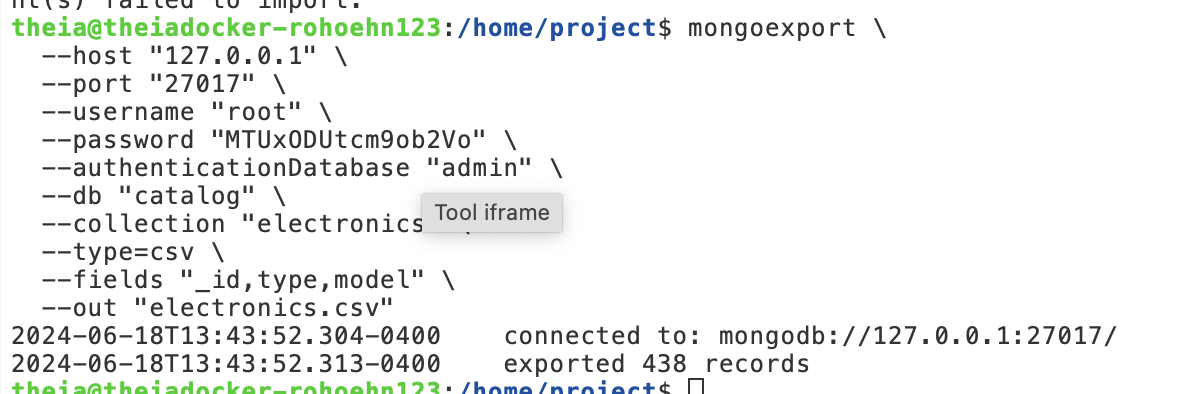 nt(s) failed to import.
theia@theiadocker-rohoehn123:/home/project$ mongoexport \
  --host "127.0.0.1" \
  --port "27017" \
  --username "root" \
  --password "MTUxODUtcm9ob2Vo" \
  --authenticationDatabase "admin" \
  --db "catalog" \
  --collection "electronics \
Tool iframe
  --type=csv \
  --fields "_id,type,model" \
  --out "electronics.csv"
2024-06-18T13:43:52.304-0400    connected to: mongodb://127.0.0.1:27017/
2024-06-18T13:43:52.313-0400    exported 438 records
theia@theiadocker-rohoehn123:/home/project$